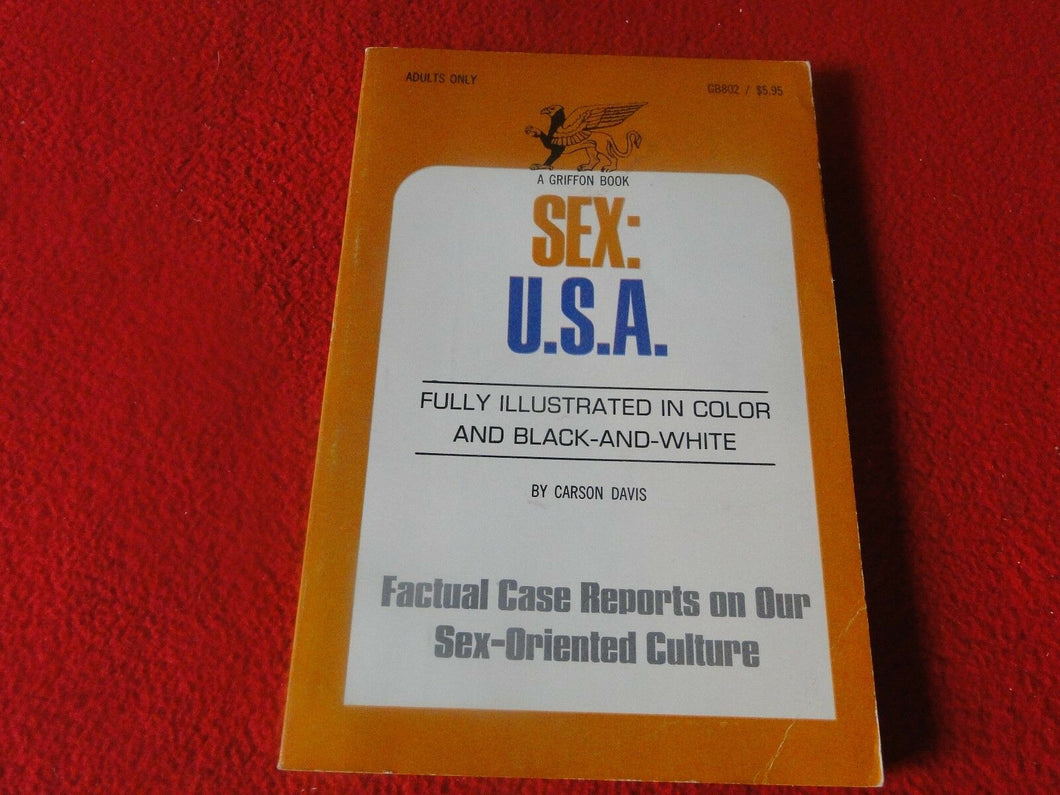 ADULTS ONLY
GB802 / $5.95
A GRIFFON BOOK
SEX:
U.S.A.
FULLY ILLUSTRATED IN COLOR
AND BLACK-AND-WHITE
BY CARSON DAVIS
Factual Case Reports on Our
Sex-Oriented Culture